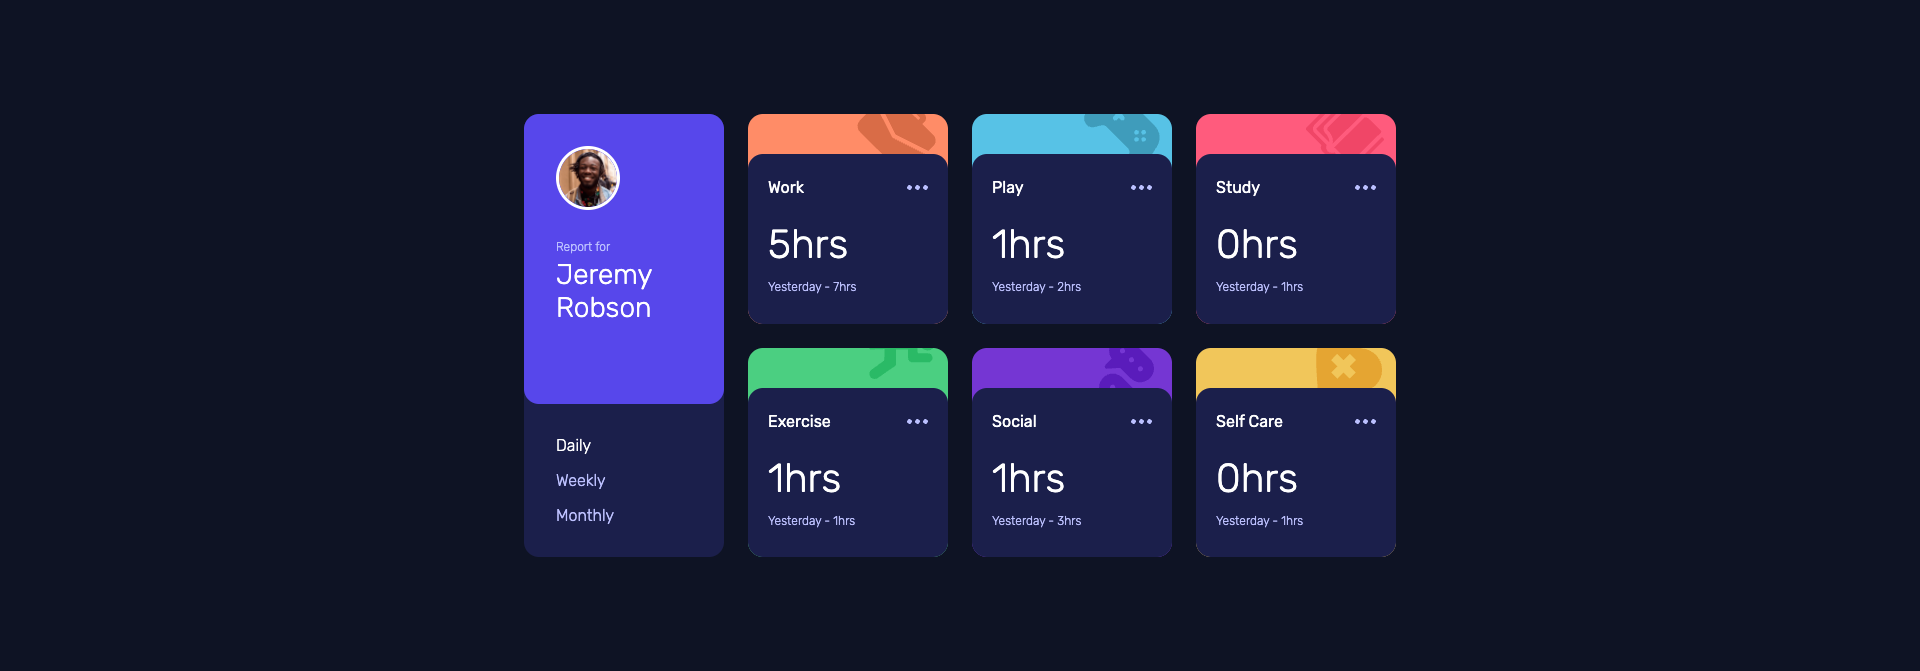 Report for
Jeremy
Robson
Daily
Weekly
Monthly
Work
5hrs
Yesterday - 7hrs
Play
1hrs
Yesterday - 2hrs
Study
0hrs
Yesterday - 1hrs
Exercise
1hrs
Yesterday - 1hrs
Social
1hrs
Yesterday - 3hrs
Self Care
0hrs
Yesterday - 1hrs